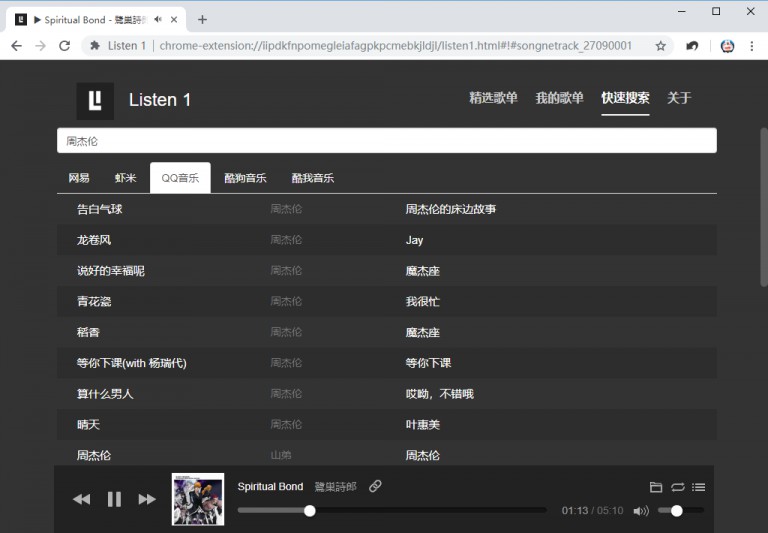 ▶ Spiritual Bond - 鷺巣詩郎
Listen 1 | chrome-extension://iipdkfnpomegleiafagpkpcmebkjldjl/listen1.html#!#songnetrack_27090001
Listen 1 精选歌单 我的歌单 快速搜索 关于
周杰伦
网易 虾米 QQ音乐 酷狗音乐 酷我音乐
告白气球 周杰伦 周杰伦的床边故事
龙卷风 周杰伦 Jay
说好的幸福呢 周杰伦 魔杰座
青花瓷 周杰伦 我很忙
稻香 周杰伦 魔杰座
等你下课(with 杨瑞代) 周杰伦 等你下课
算什么男人 周杰伦 哎呦，不错哦
晴天 周杰伦 叶惠美
周杰伦 山弟 周杰伦
Spiritual Bond 鷺巣詩郎
01:13 / 05:10